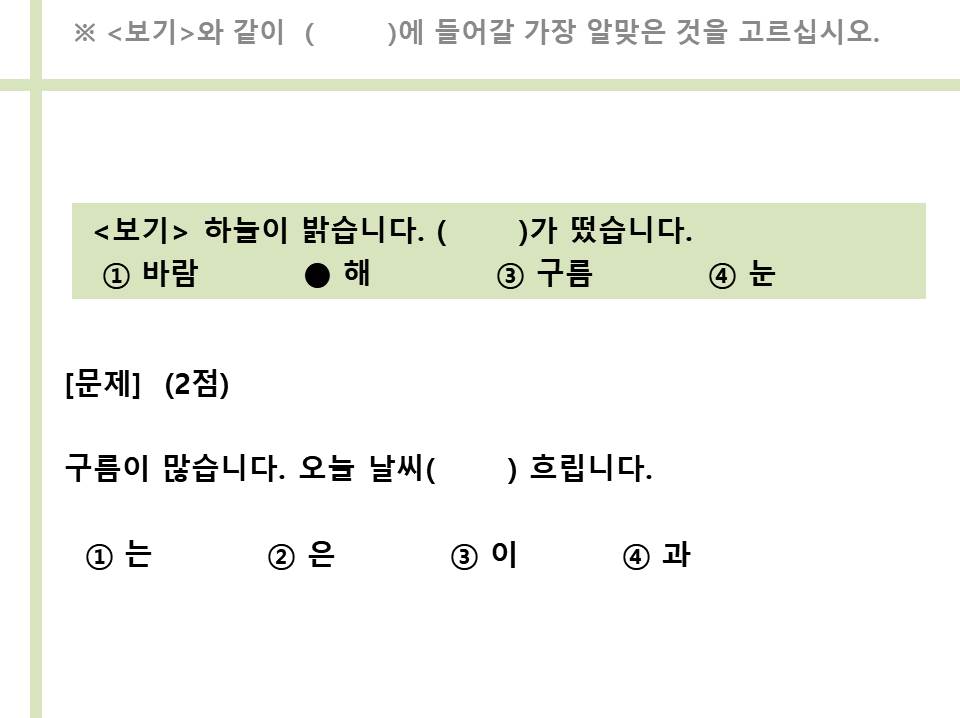 ※ <보기>와 같이 (        )에 들어갈 가장 알맞은 것을 고르십시오.
<보기> 하늘이 밝습니다. (        )가 떴습니다.
① 바람 ● 해 ③ 구름 ④ 눈
[문제] (2점)
구름이 많습니다. 오늘 날씨(        ) 흐립니다.
① 는 ② 은 ③ 이 ④ 과